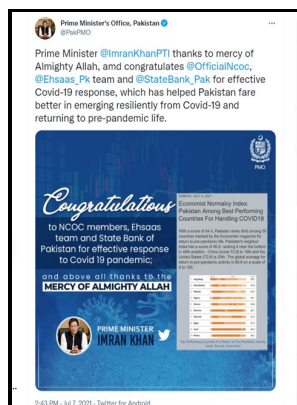 Prime Minister's Office, Pakistan
@PakPMO
Prime Minister @ImranKhanPTI thanks to mercy of
Almighty Allah, amd congratulates @OfficialNcoc,
@Ehsaas_Pk team and @StateBank_Pak for effective
Covid-19 response, which has helped Pakistan fare
better in emerging resiliently from Covid-19 and
returning to pre-pandemic life.
PMO
Congratulations
to NCOC members, Ehsaas
team and State Bank of
Pakistan for effective response
to Covid 19 pandemic;
and above all thanks to the
MERCY OF ALMIGHTY ALLAH
Economist Normalcy Index:
Pakistan Among Best Performing
Countries For Handling COVID19
PRIME MINISTER
IMRAN KHAN
2:43 PM · Jul 7, 2021 · Twitter for Android